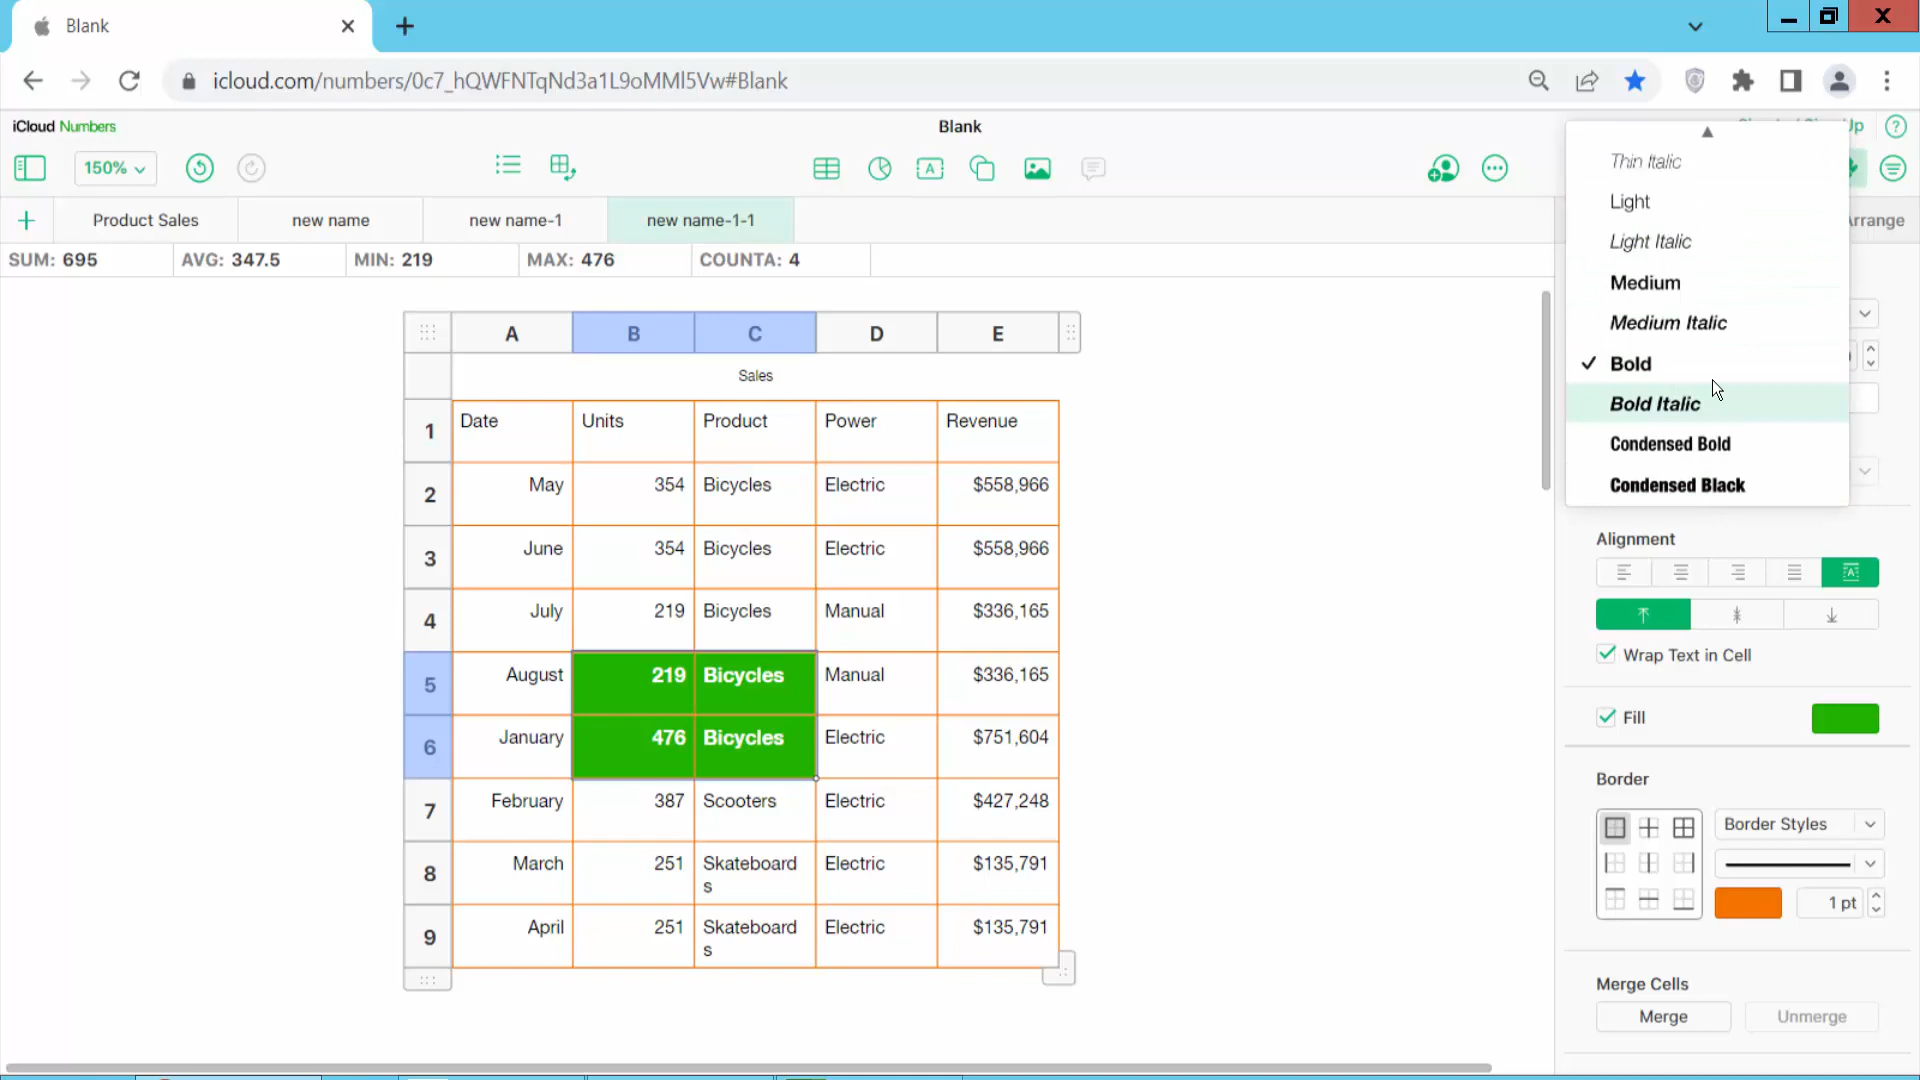 Blank
icloud.com/numbers/0c7_hQWFNTqNd3a1L9oMMl5Vw#Blank
iCloud Numbers
Blank
150%
Product Sales
new name
new name-1
new name-1-1
Arrange
SUM: 695
AVG: 347.5
MIN: 219
MAX: 476
COUNTA: 4
A B C D E
Sales
1 Date Units Product Power Revenue
2 May 354 Bicycles Electric $558,966
3 June 354 Bicycles Electric $558,966
4 July 219 Bicycles Manual $336,165
5 August 219 Bicycles Manual $336,165
6 January 476 Bicycles Electric $751,604
7 February 387 Scooters Electric $427,248
8 March 251 Skateboard Electric $135,791
s
9 April 251 Skateboard Electric $135,791
s
Thin Italic
Light
Light Italic
Medium
Medium Italic
Bold
Bold Italic
Condensed Bold
Condensed Black
Alignment
Wrap Text in Cell
Fill
Border
Border Styles
1 pt
Merge Cells
Merge
Unmerge